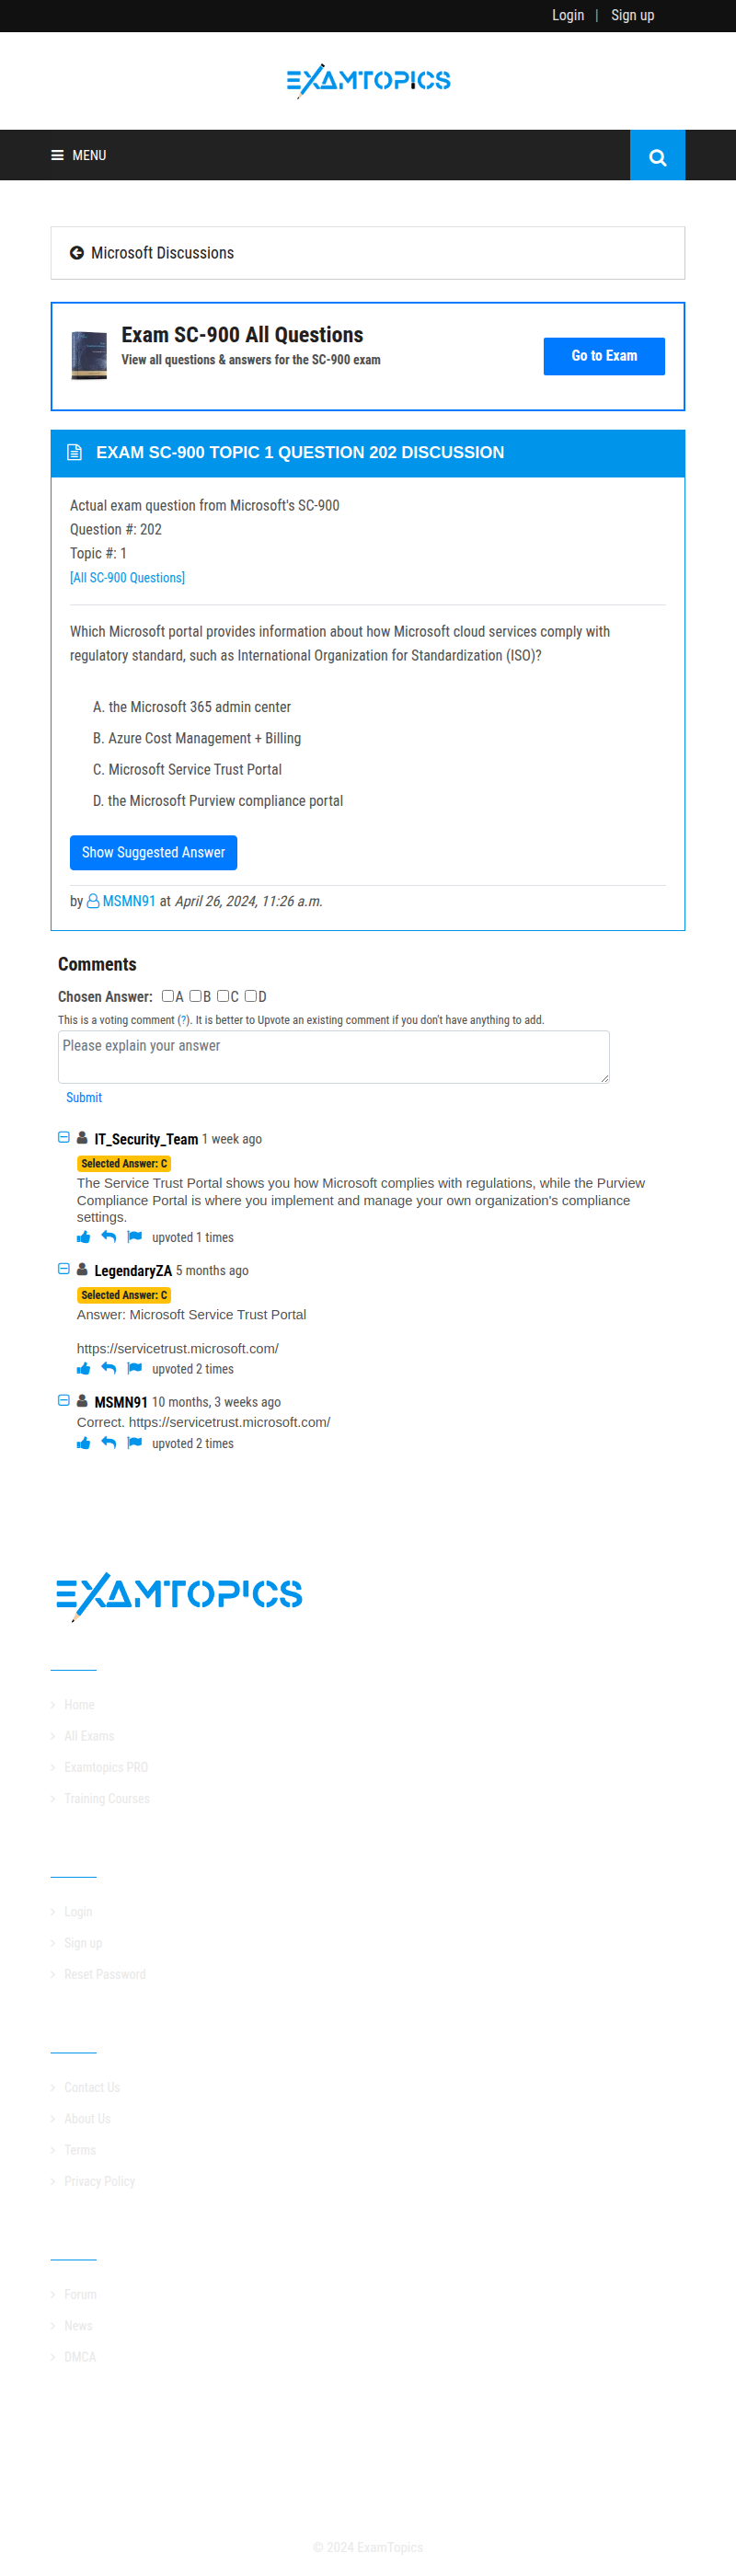 Login | Sign up
EXAMTOPICS
MENU
Microsoft Discussions
Exam SC-900 All Questions
View all questions & answers for the SC-900 exam
Go to Exam
EXAM SC-900 TOPIC 1 QUESTION 202 DISCUSSION
Actual exam question from Microsoft's SC-900
Question #: 202
Topic #: 1
[All SC-900 Questions]
Which Microsoft portal provides information about how Microsoft cloud services comply with
regulatory standard, such as International Organization for Standardization (ISO)?
A. the Microsoft 365 admin center
B. Azure Cost Management + Billing
C. Microsoft Service Trust Portal
D. the Microsoft Purview compliance portal
Show Suggested Answer
by MSMN91 at April 26, 2024, 11:26 a.m.
Comments
Chosen Answer: A B C D
This is a voting comment (?). It is better to Upvote an existing comment if you don't have anything to add.
Please explain your answer
Submit
IT_Security_Team 1 week ago
Selected Answer: C
The Service Trust Portal shows you how Microsoft complies with regulations, while the Purview
Compliance Portal is where you implement and manage your own organization's compliance
settings.
upvoted 1 times
LegendaryZA 5 months ago
Selected Answer: C
Answer: Microsoft Service Trust Portal
https://servicetrust.microsoft.com/
upvoted 2 times
MSMN91 10 months, 3 weeks ago
Correct. https://servicetrust.microsoft.com/
upvoted 2 times
EXAMTOPICS
Home
All Exams
Examtopics PRO
Training Courses
Login
Sign up
Reset Password
Contact Us
About Us
Terms
Privacy Policy
Forum
News
DMCA
© 2024 ExamTopics